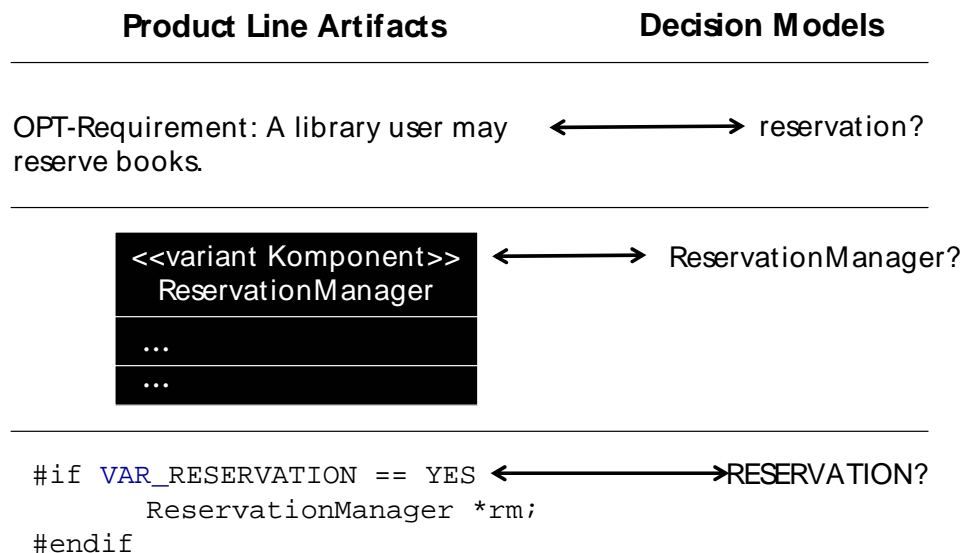 Product Line Artifacts
Decision Models
OPT-Requirement: A library user may
reserve books.
reservation?
<<variant Komponent>>
ReservationManager
...
...
ReservationManager?
#if VAR_RESERVATION == YES
RESERVATION?
ReservationManager *rm;
#endif